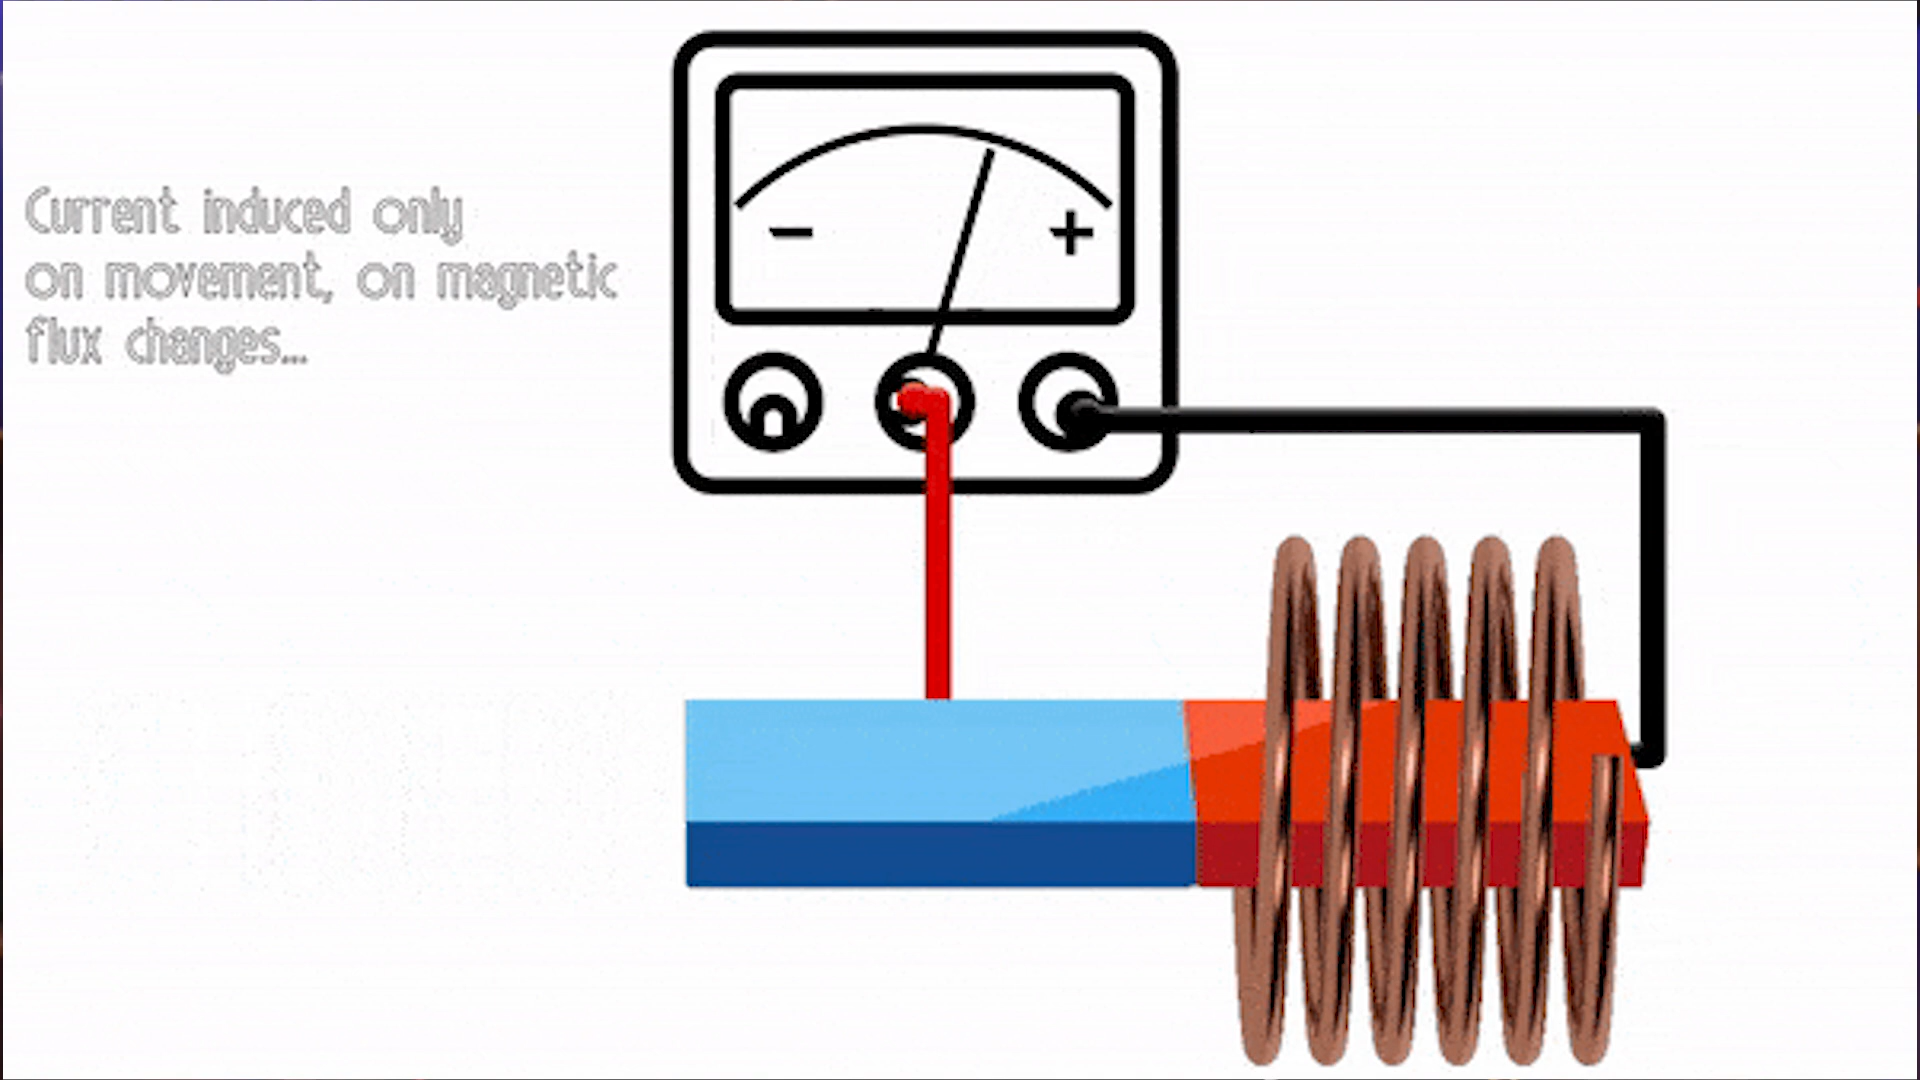 Current induced only
on movement, on magnetic
flux changes...
− +